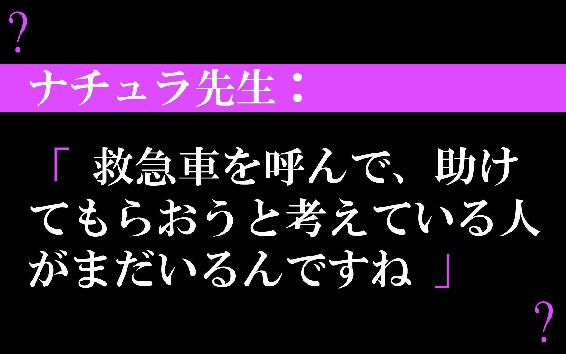 ?
ナチュラ先生：
「 救急車を呼んで、助け
てもらおうと考えている人
がまだいるんですね 」
?